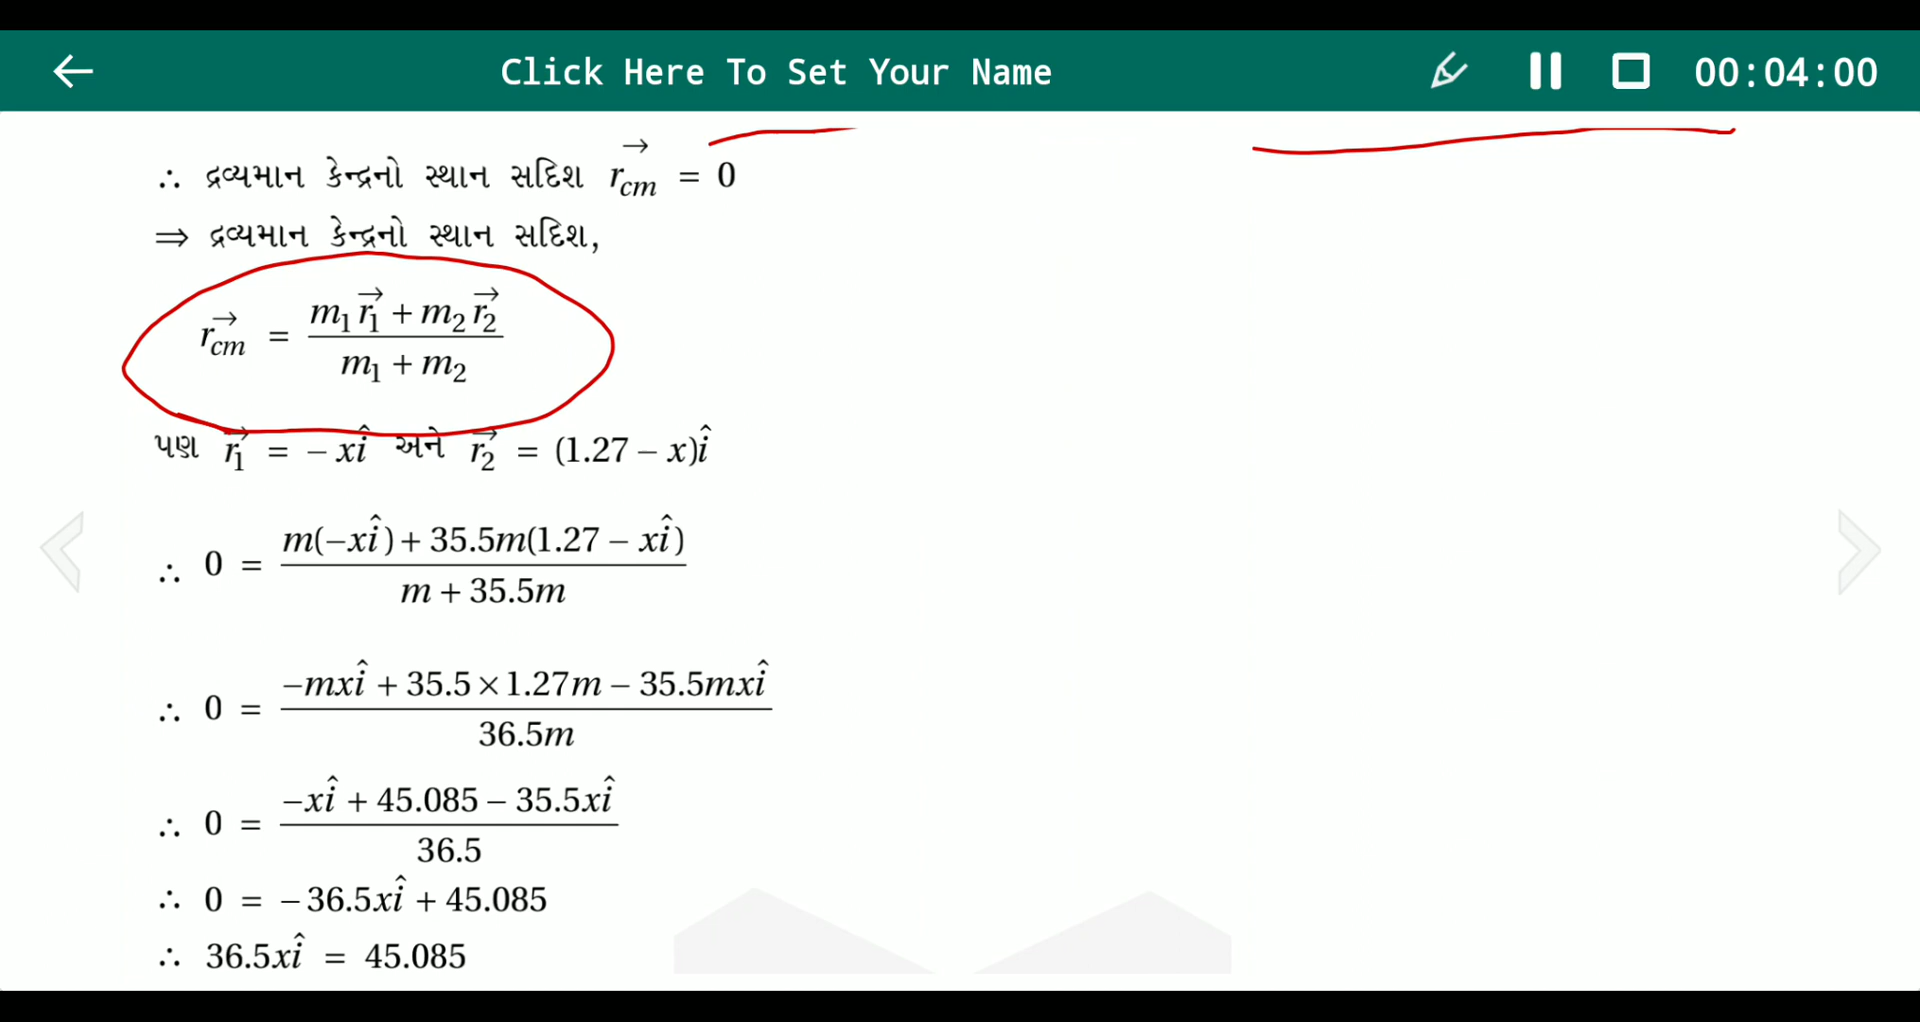 Click Here To Set Your Name 00:04:00
∴ દ્રવ્યમાન કેન્દ્રનો સ્થાન સદિશ r⃗cm = 0
⇒ દ્રવ્યમાન કેન્દ્રનો સ્થાન સદિશ,
r⃗cm = (m₁r⃗₁ + m₂r⃗₂) / (m₁ + m₂)
પણ r⃗₁ = – xî અને r⃗₂ = (1.27 – x)î
∴ 0 = (m(–xî) + 35.5m(1.27 – xî)) / (m + 35.5m)
∴ 0 = (–mxî + 35.5 × 1.27m – 35.5mxî) / (36.5m)
∴ 0 = (–xî + 45.085 – 35.5xî) / (36.5)
∴ 0 = – 36.5xî + 45.085
∴ 36.5xî = 45.085